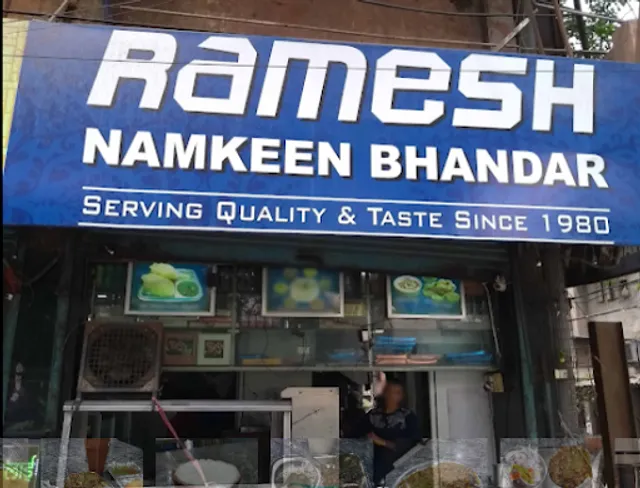 RAMESH
NAMKEEN BHANDAR
SERVING QUALITY & TASTE SINCE 1980